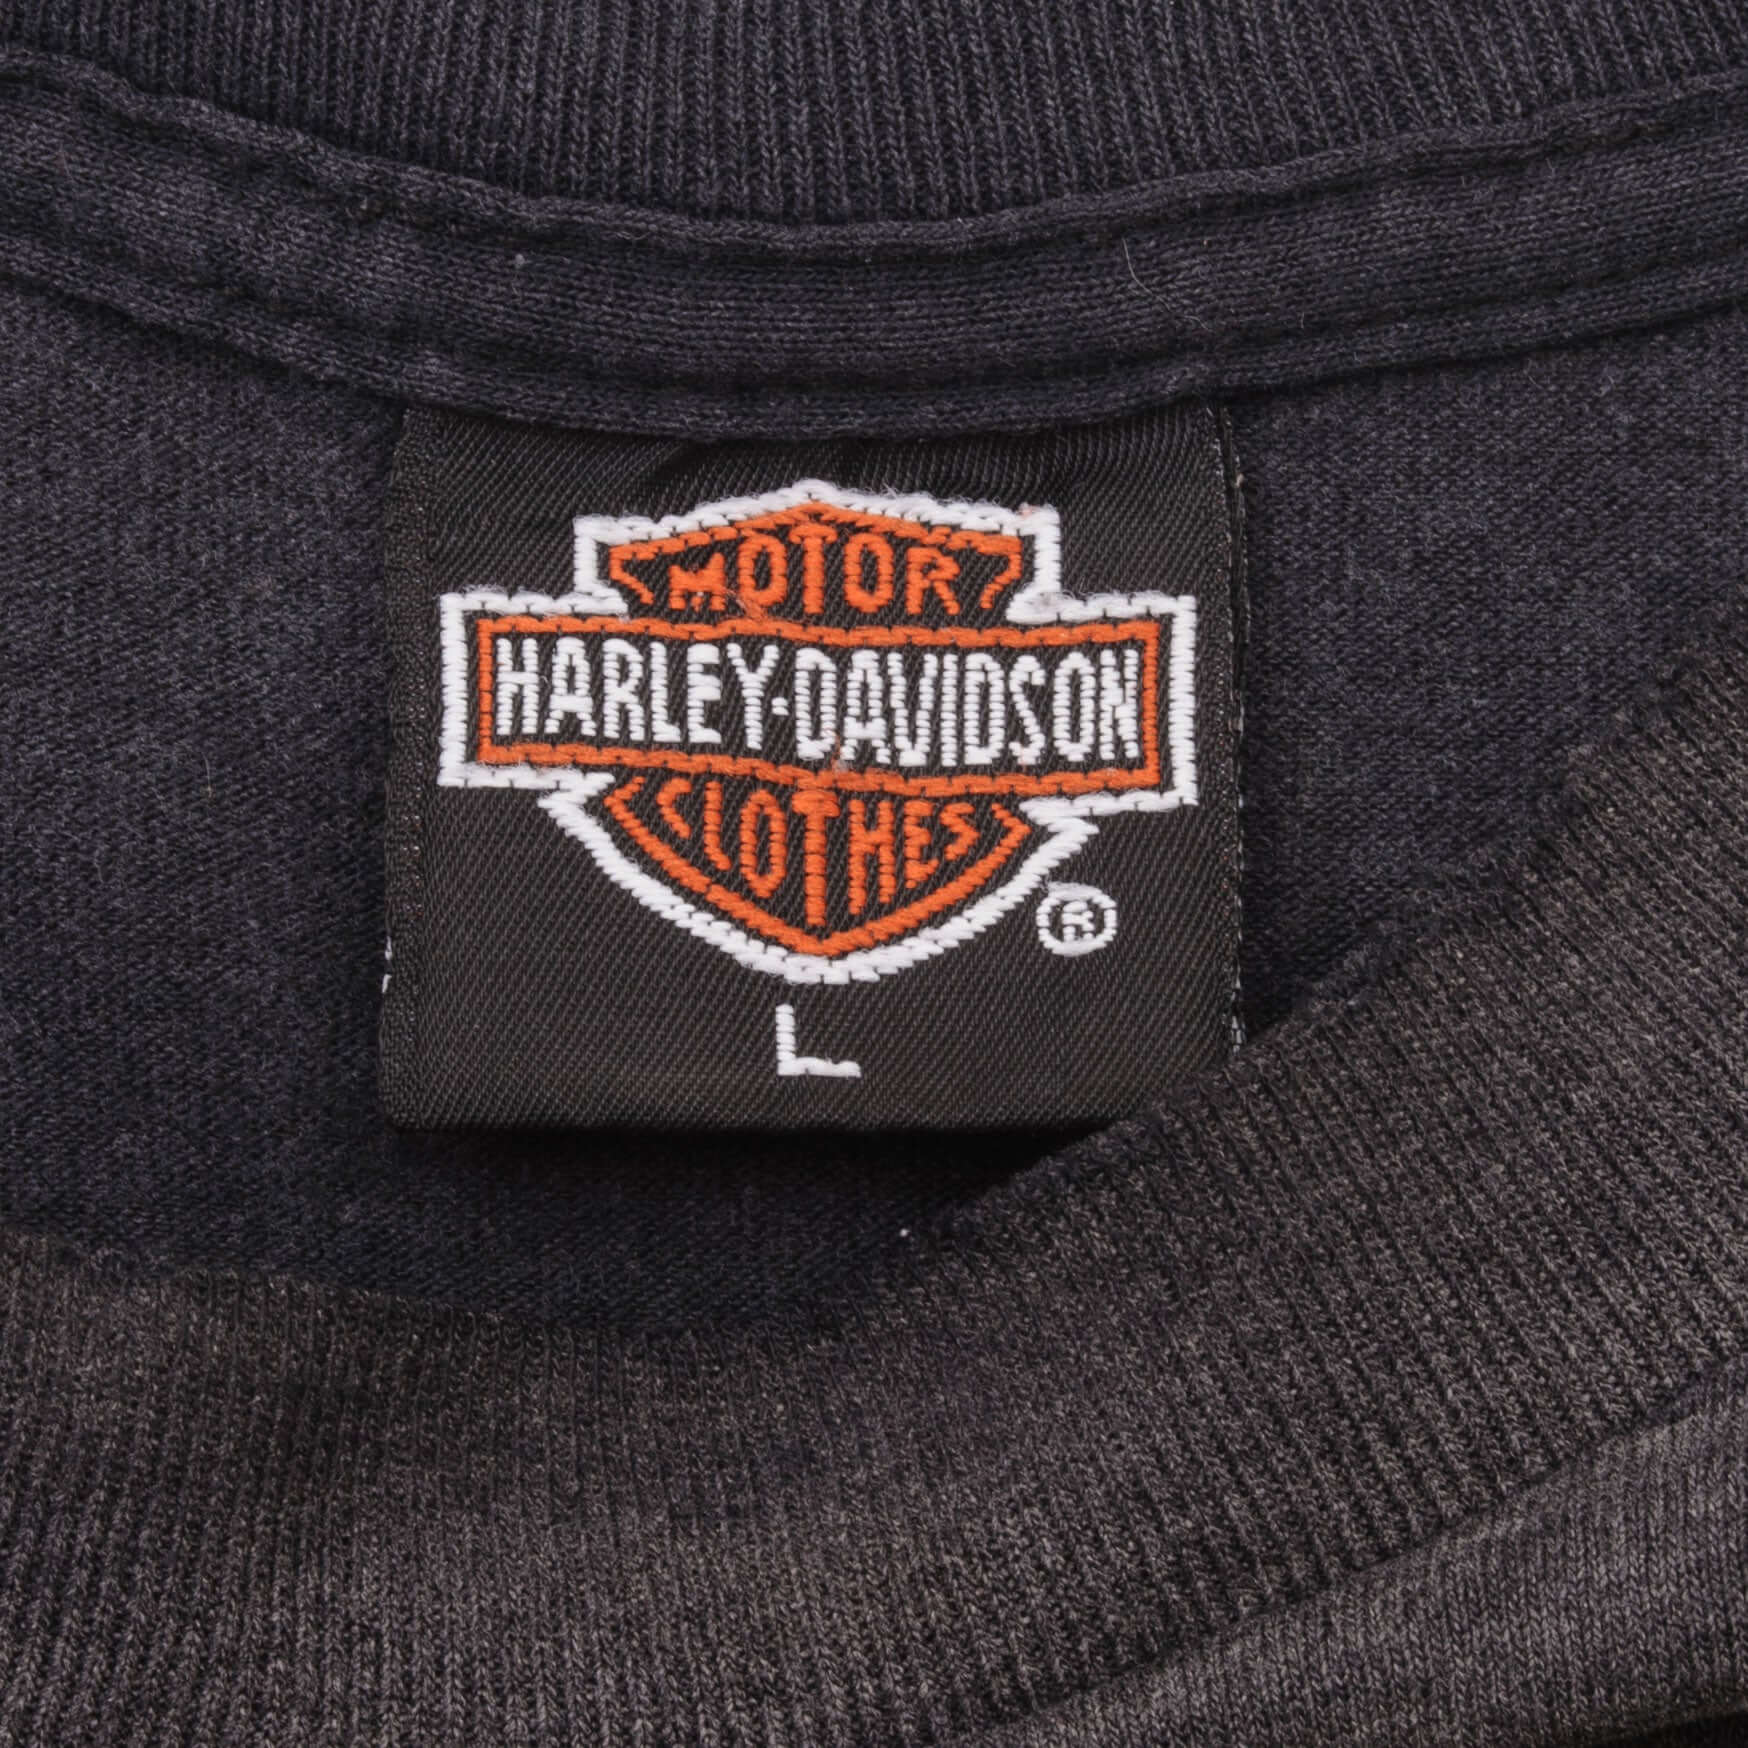 MOTOR
HARLEY-DAVIDSON
CLOTHES
®
L